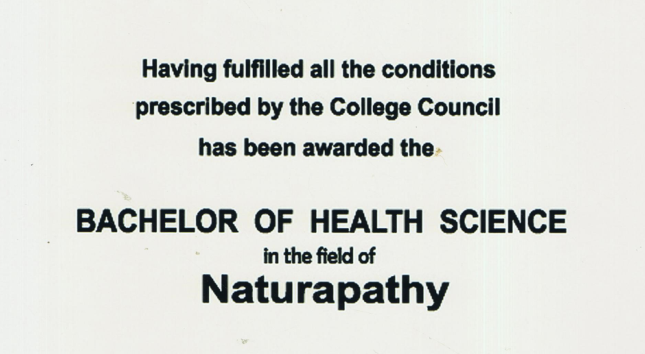 Having fulfilled all the conditions
prescribed by the College Council
has been awarded the
BACHELOR OF HEALTH SCIENCE
in the field of
Naturapathy